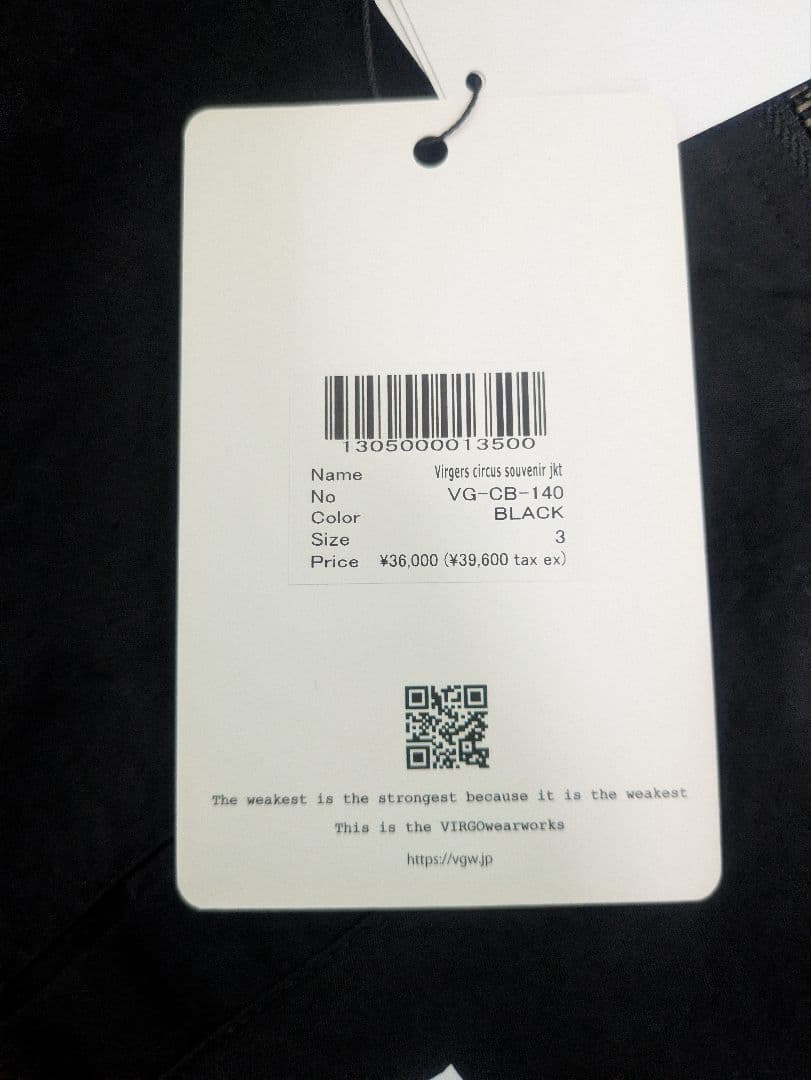 1305000013500
Name Virgers circus souvenir jkt
No VG-CB-140
Color BLACK
Size 3
Price ¥36,000 (¥39,600 tax ex)
The weakest is the strongest because it is the weakest
This is the VIRGOwearworks
https://vgw.jp